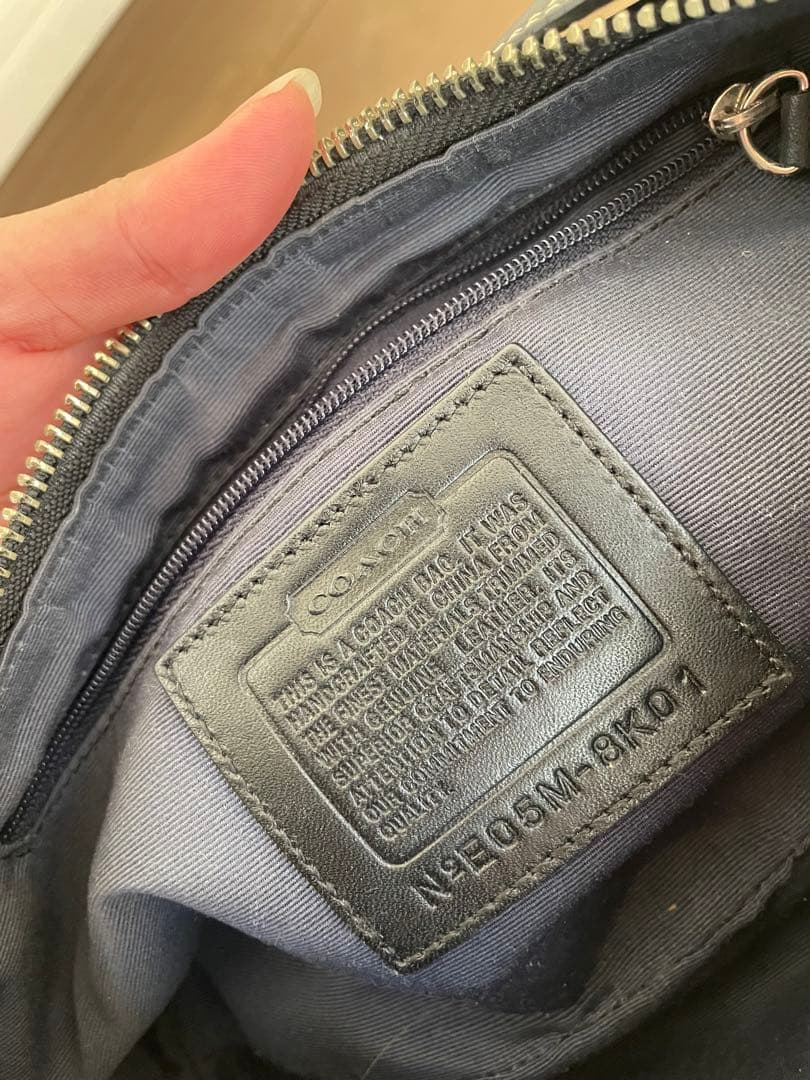 COACH
THIS IS A COACH BAG. IT WAS
HANDCRAFTED IN CHINA FROM
THE FINEST MATERIALS TRIMMED
WITH GENUINE LEATHER. ITS
SUPERIOR CRAFTSMANSHIP AND
ATTENTION TO DETAIL REFLECT
OUR COMMITMENT TO ENDURING
QUALITY.
NºE05M-8K01